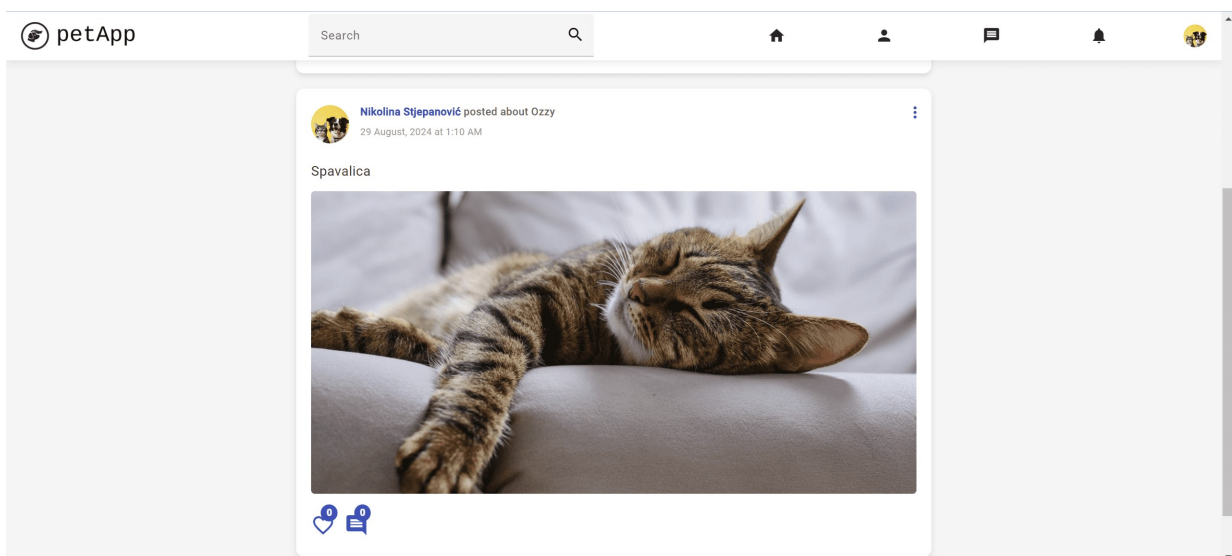 petApp
Search
Nikolina Stjepanović posted about Ozzy
29 August, 2024 at 1:10 AM
Spavalica
0 0